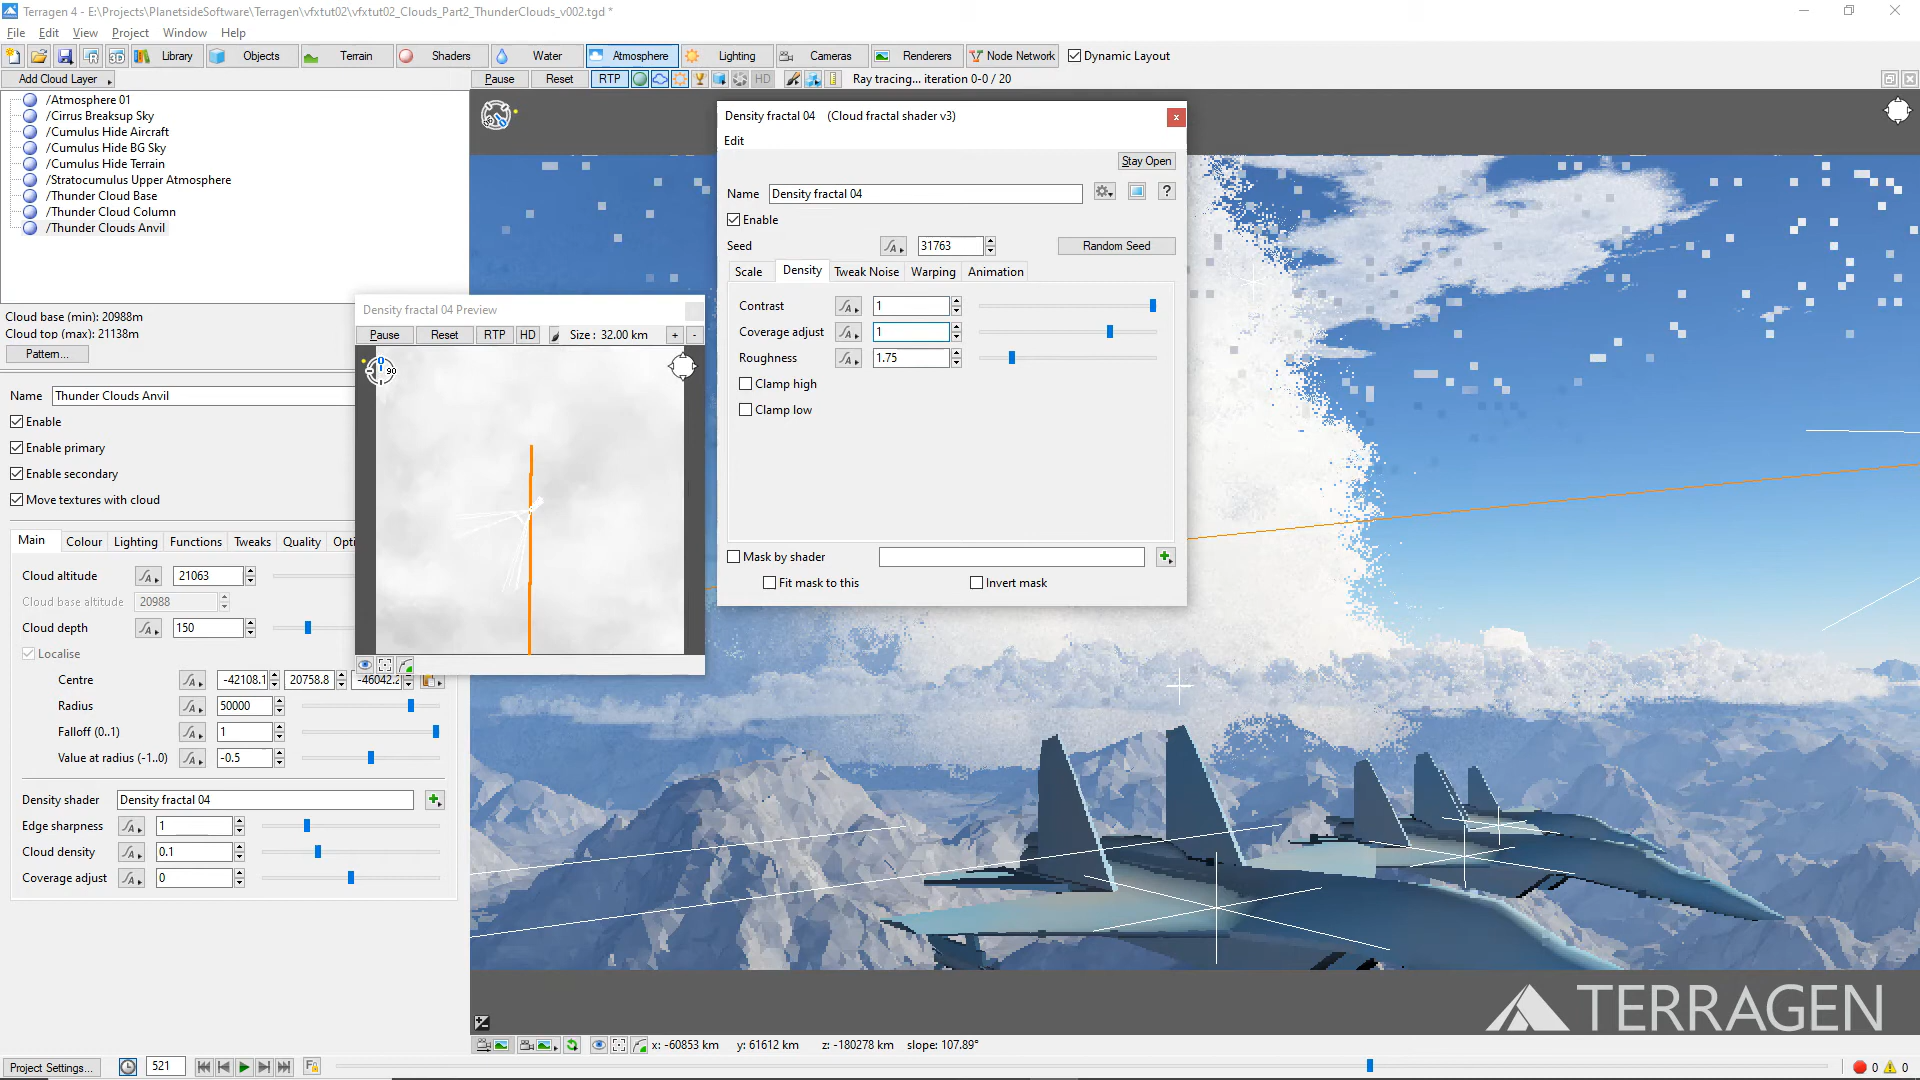 Terragen 4 - E:\Projects\PlanetsideSoftware\Terragen\vfxtut02\vfxtut02_Clouds_Part2_ThunderClouds_v002.tgd *
File Edit View Project Window Help
Library Objects Terrain Shaders Water Atmosphere Lighting Cameras Renderers Node Network Dynamic Layout
Add Cloud Layer
Pause Reset RTP HD Ray tracing... iteration 0-0 / 20
/Atmosphere 01
/Cirrus Breaksup Sky
/Cumulus Hide Aircraft
/Cumulus Hide BG Sky
/Cumulus Hide Terrain
/Stratocumulus Upper Atmosphere
/Thunder Cloud Base
/Thunder Cloud Column
/Thunder Clouds Anvil
Cloud base (min): 20988m
Cloud top (max): 21138m
Pattern...
Name Thunder Clouds Anvil
Enable
Enable primary
Enable secondary
Move textures with cloud
Main Colour Lighting Functions Tweaks Quality Opti
Cloud altitude 21063
Cloud base altitude 20988
Cloud depth 150
Localise
Centre -42108.1 20758.8 -46042.2
Radius 50000
Falloff (0..1) 1
Value at radius (-1..0) -0.5
Density shader Density fractal 04
Edge sharpness 1
Cloud density 0.1
Coverage adjust 0
Density fractal 04 Preview
Pause Reset RTP HD Size : 32.00 km + -
0
90
Density fractal 04 (Cloud fractal shader v3)
Edit
Stay Open
Name Density fractal 04 ?
Enable
Seed 31763 Random Seed
Scale Density Tweak Noise Warping Animation
Contrast 1
Coverage adjust 1
Roughness 1.75
Clamp high
Clamp low
Mask by shader
Fit mask to this Invert mask
TERRAGEN
x: -60853 km y: 61612 km z: -180278 km slope: 107.89°
Project Settings... 521 0 0